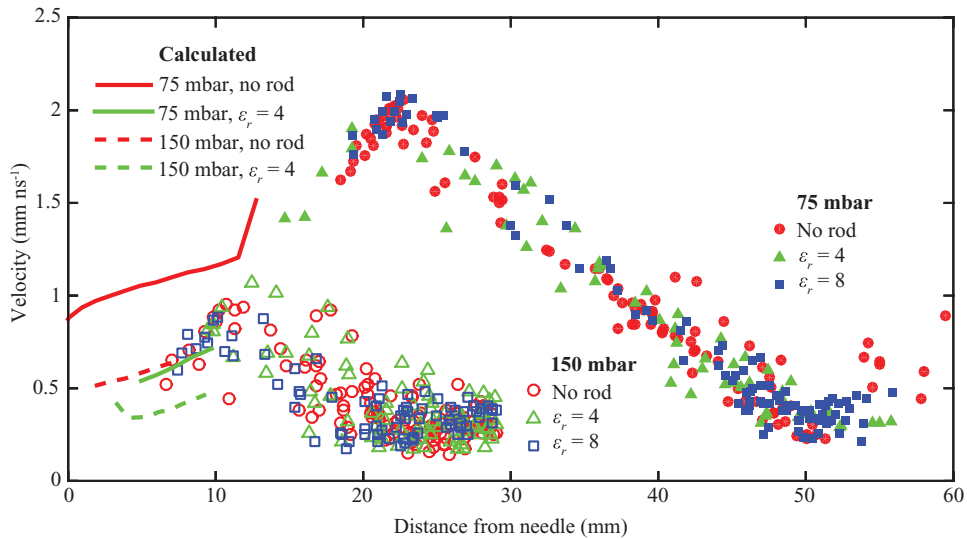 2.5
2
1.5
1
0.5
0
Velocity (mm ns⁻¹)
Calculated
75 mbar, no rod
75 mbar, εᵣ = 4
150 mbar, no rod
150 mbar, εᵣ = 4
75 mbar
No rod
εᵣ = 4
εᵣ = 8
150 mbar
No rod
εᵣ = 4
εᵣ = 8
0 10 20 30 40 50 60
Distance from needle (mm)